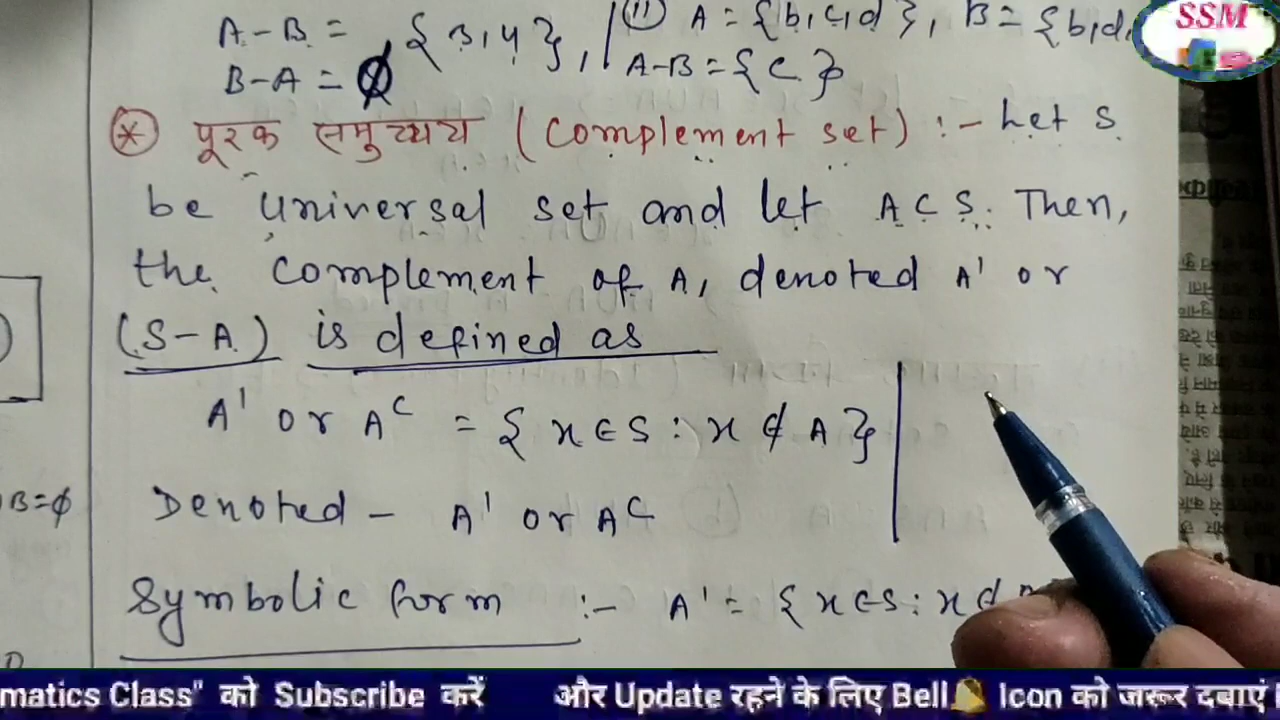 A-B = {3,4}, (ii) A = {b,c,d}, B = {b,d,
B-A = ϕ A-B = {c}
SSM
* पूरक समुच्चय (Complement set) :- Let S
be universal set and let A⊂S. Then,
the complement of A, denoted A' or
(S-A) is defined as
A' or Aᶜ = {x∈S : x∉A}
B=ϕ Denoted - A' or Aᶜ
Symbolic form :- A' = {x∈S : x∉
matics Class" को Subscribe करें और Update रहने के लिए Bell🔔 Icon को जरूर दबाएं